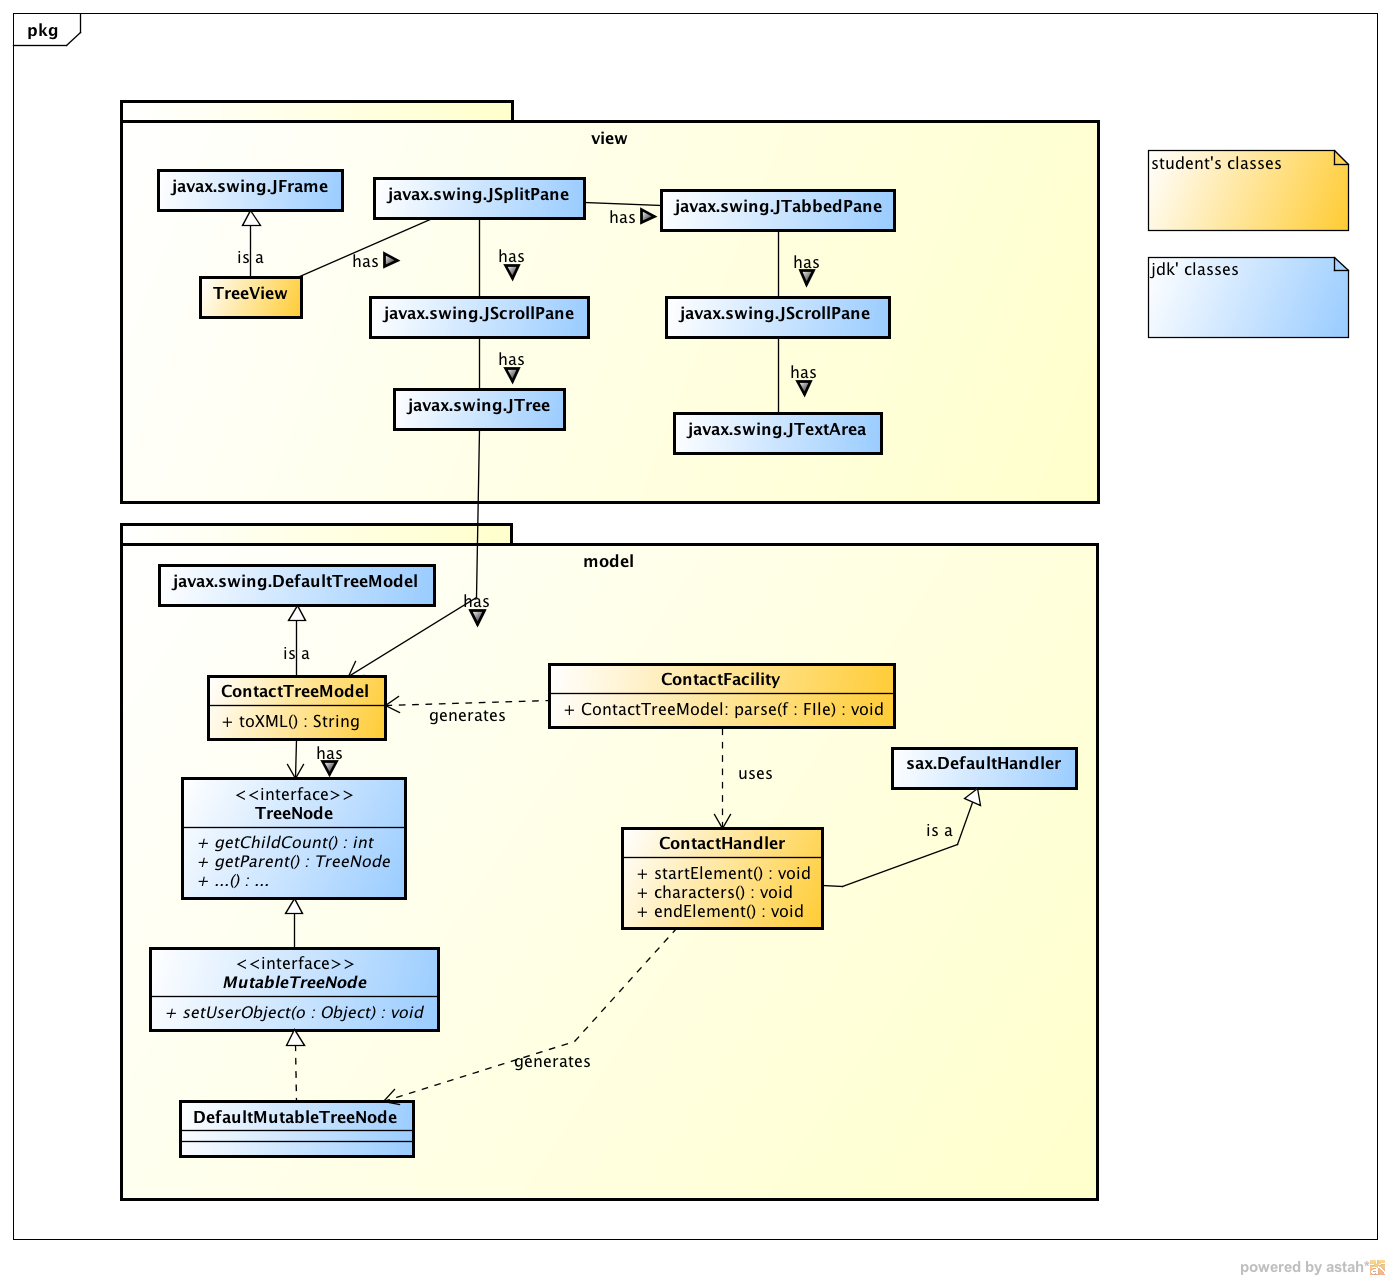 pkg
view
javax.swing.JFrame
javax.swing.JSplitPane
javax.swing.JTabbedPane
has
is a
has
has
has
TreeView
javax.swing.JScrollPane
javax.swing.JScrollPane
has
has
javax.swing.JTree
javax.swing.JTextArea
student's classes
jdk' classes
model
javax.swing.DefaultTreeModel
has
is a
ContactTreeModel
+ toXML() : String
generates
ContactFacility
+ ContactTreeModel: parse(f : FIle) : void
has
uses
sax.DefaultHandler
is a
<<interface>>
TreeNode
+ getChildCount() : int
+ getParent() : TreeNode
+ ...() : ...
ContactHandler
+ startElement() : void
+ characters() : void
+ endElement() : void
<<interface>>
MutableTreeNode
+ setUserObject(o : Object) : void
generates
DefaultMutableTreeNode
powered by astah*